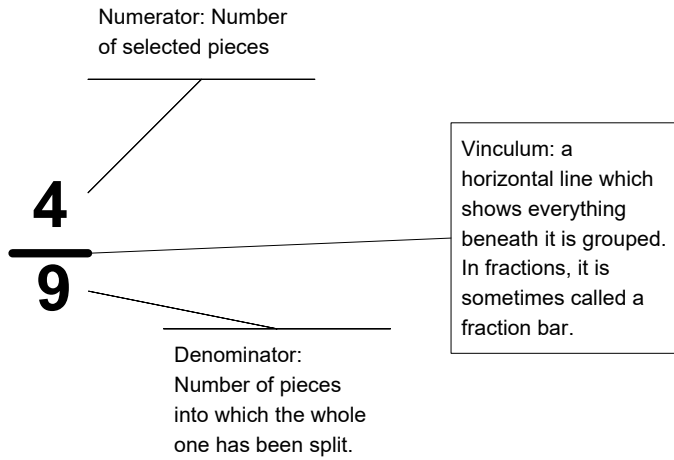 Numerator: Number
of selected pieces
4
9
Vinculum: a
horizontal line which
shows everything
beneath it is grouped.
In fractions, it is
sometimes called a
fraction bar.
Denominator:
Number of pieces
into which the whole
one has been split.